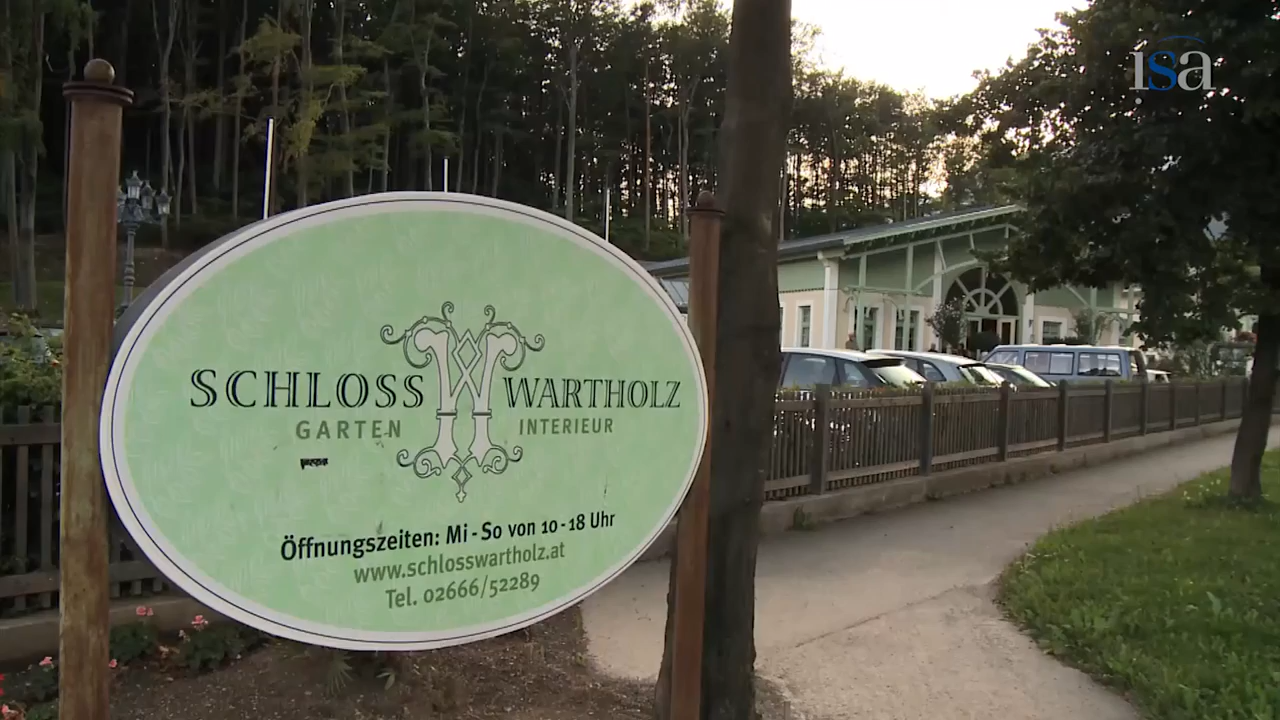 isa
SCHLOSS W WARTHOLZ
GARTEN INTERIEUR
Öffnungszeiten: Mi - So von 10 - 18 Uhr
www.schlosswartholz.at
Tel. 02666/52289